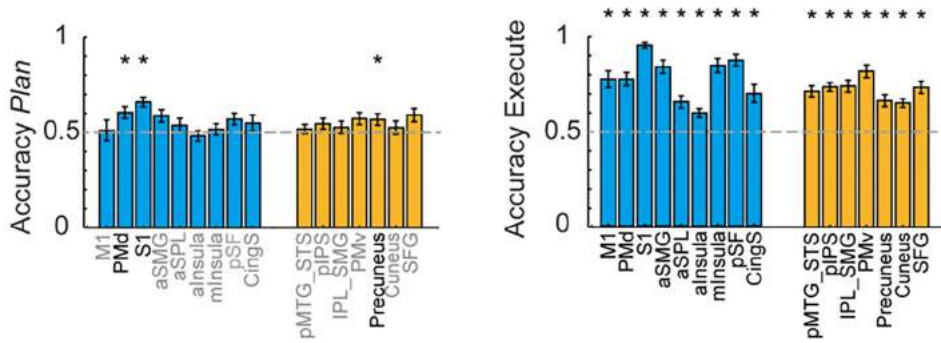 * * *
1
Accuracy Plan
0.5
0
M1
PMd
S1
aSMG
aSPL
aInsula
mInsula
pSF
CingS
pMTG_STS
pIPS
IPL_SMG
PMv
Precuneus
Cuneus
SFG
* * * * * * * * * * * * * * * *
1
Accuracy Execute
0.5
0
M1
PMd
S1
aSMG
aSPL
aInsula
mInsula
pSF
CingS
pMTG_STS
pIPS
IPL_SMG
PMv
Precuneus
Cuneus
SFG